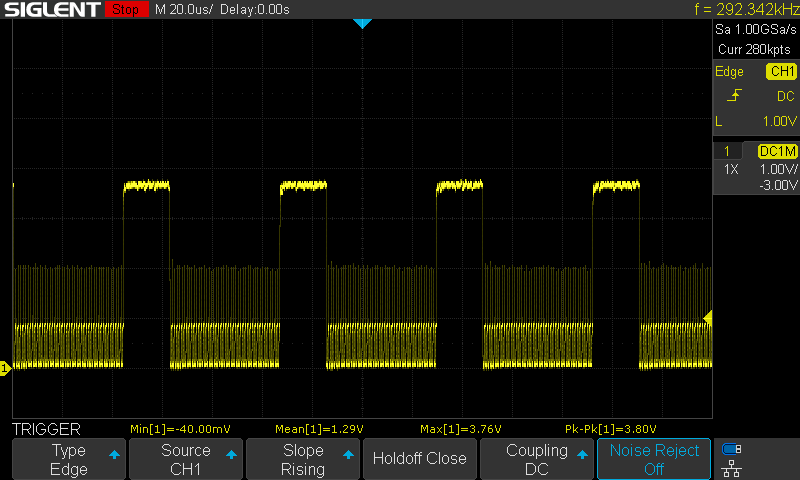 SIGLENT Stop M 20.0us/ Delay:0.00s f = 292.342kHz
Sa 1.00GSa/s
Curr 280kpts
Edge CH1
DC
L 1.00V
1 DC1M
1X 1.00V/
-3.00V
1
TRIGGER Min[1]=-40.00mV Mean[1]=1.29V Max[1]=3.76V Pk-Pk[1]=3.80V
Type Source Slope Holdoff Close Coupling Noise Reject
Edge CH1 Rising DC Off